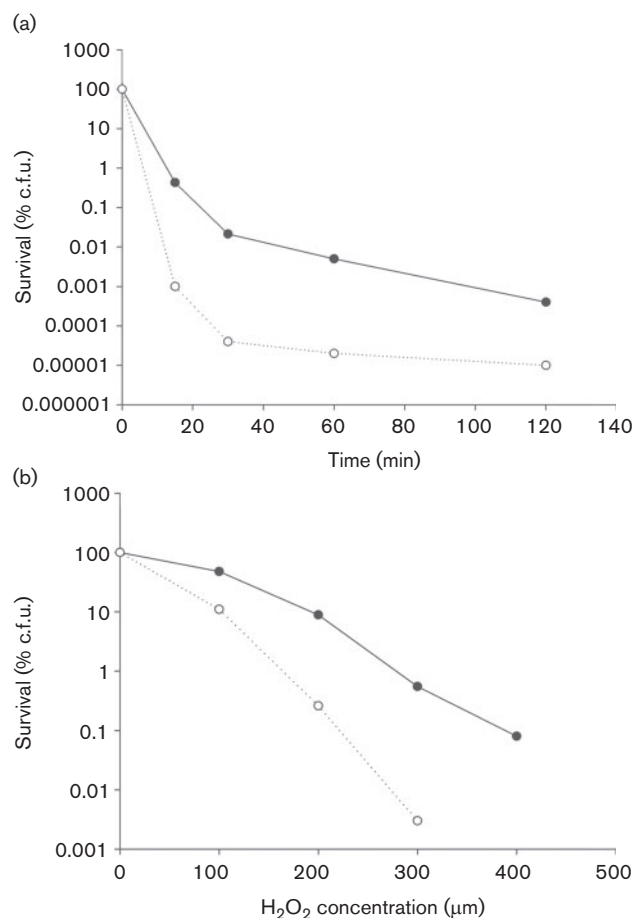 (a)
1000
100
10
1
0.1
0.01
0.001
0.0001
0.00001
0.000001
Survival (% c.f.u.)
0 20 40 60 80 100 120 140
Time (min)
(b)
1000
100
10
1
0.1
0.01
0.001
Survival (% c.f.u.)
0 100 200 300 400 500
H₂O₂ concentration (μm)